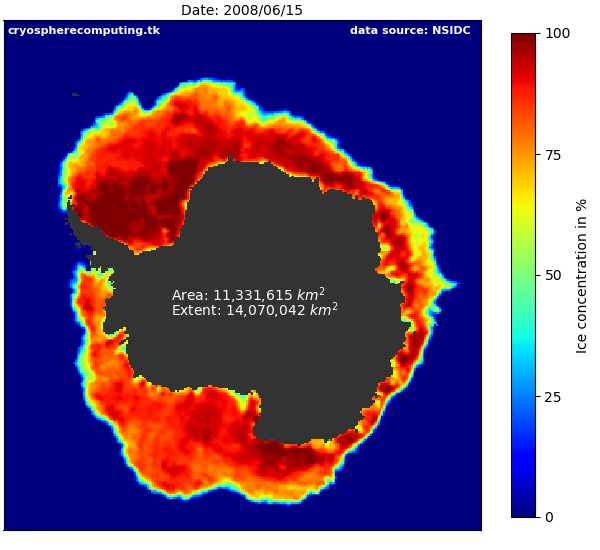 Date: 2008/06/15
cryospherecomputing.tk
data source: NSIDC
Area: 11,331,615 km²
Extent: 14,070,042 km²
100
75
50
25
0
Ice concentration in %